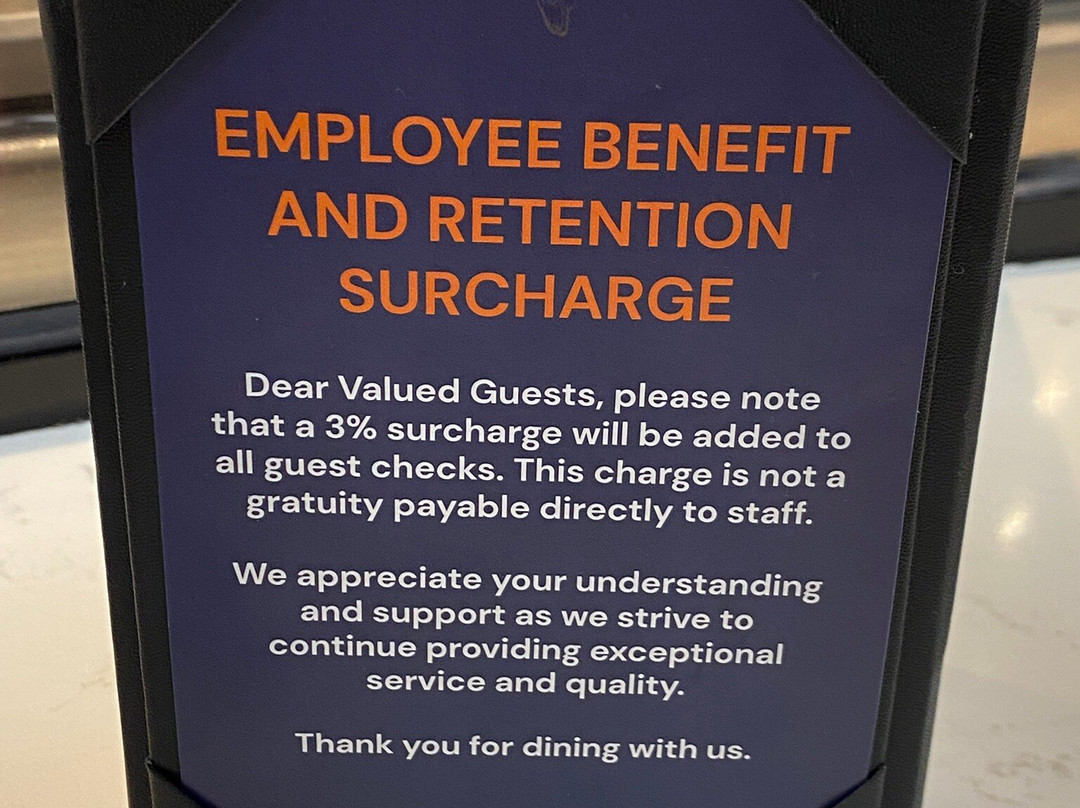 EMPLOYEE BENEFIT
AND RETENTION
SURCHARGE
Dear Valued Guests, please note
that a 3% surcharge will be added to
all guest checks. This charge is not a
gratuity payable directly to staff.
We appreciate your understanding
and support as we strive to
continue providing exceptional
service and quality.
Thank you for dining with us.